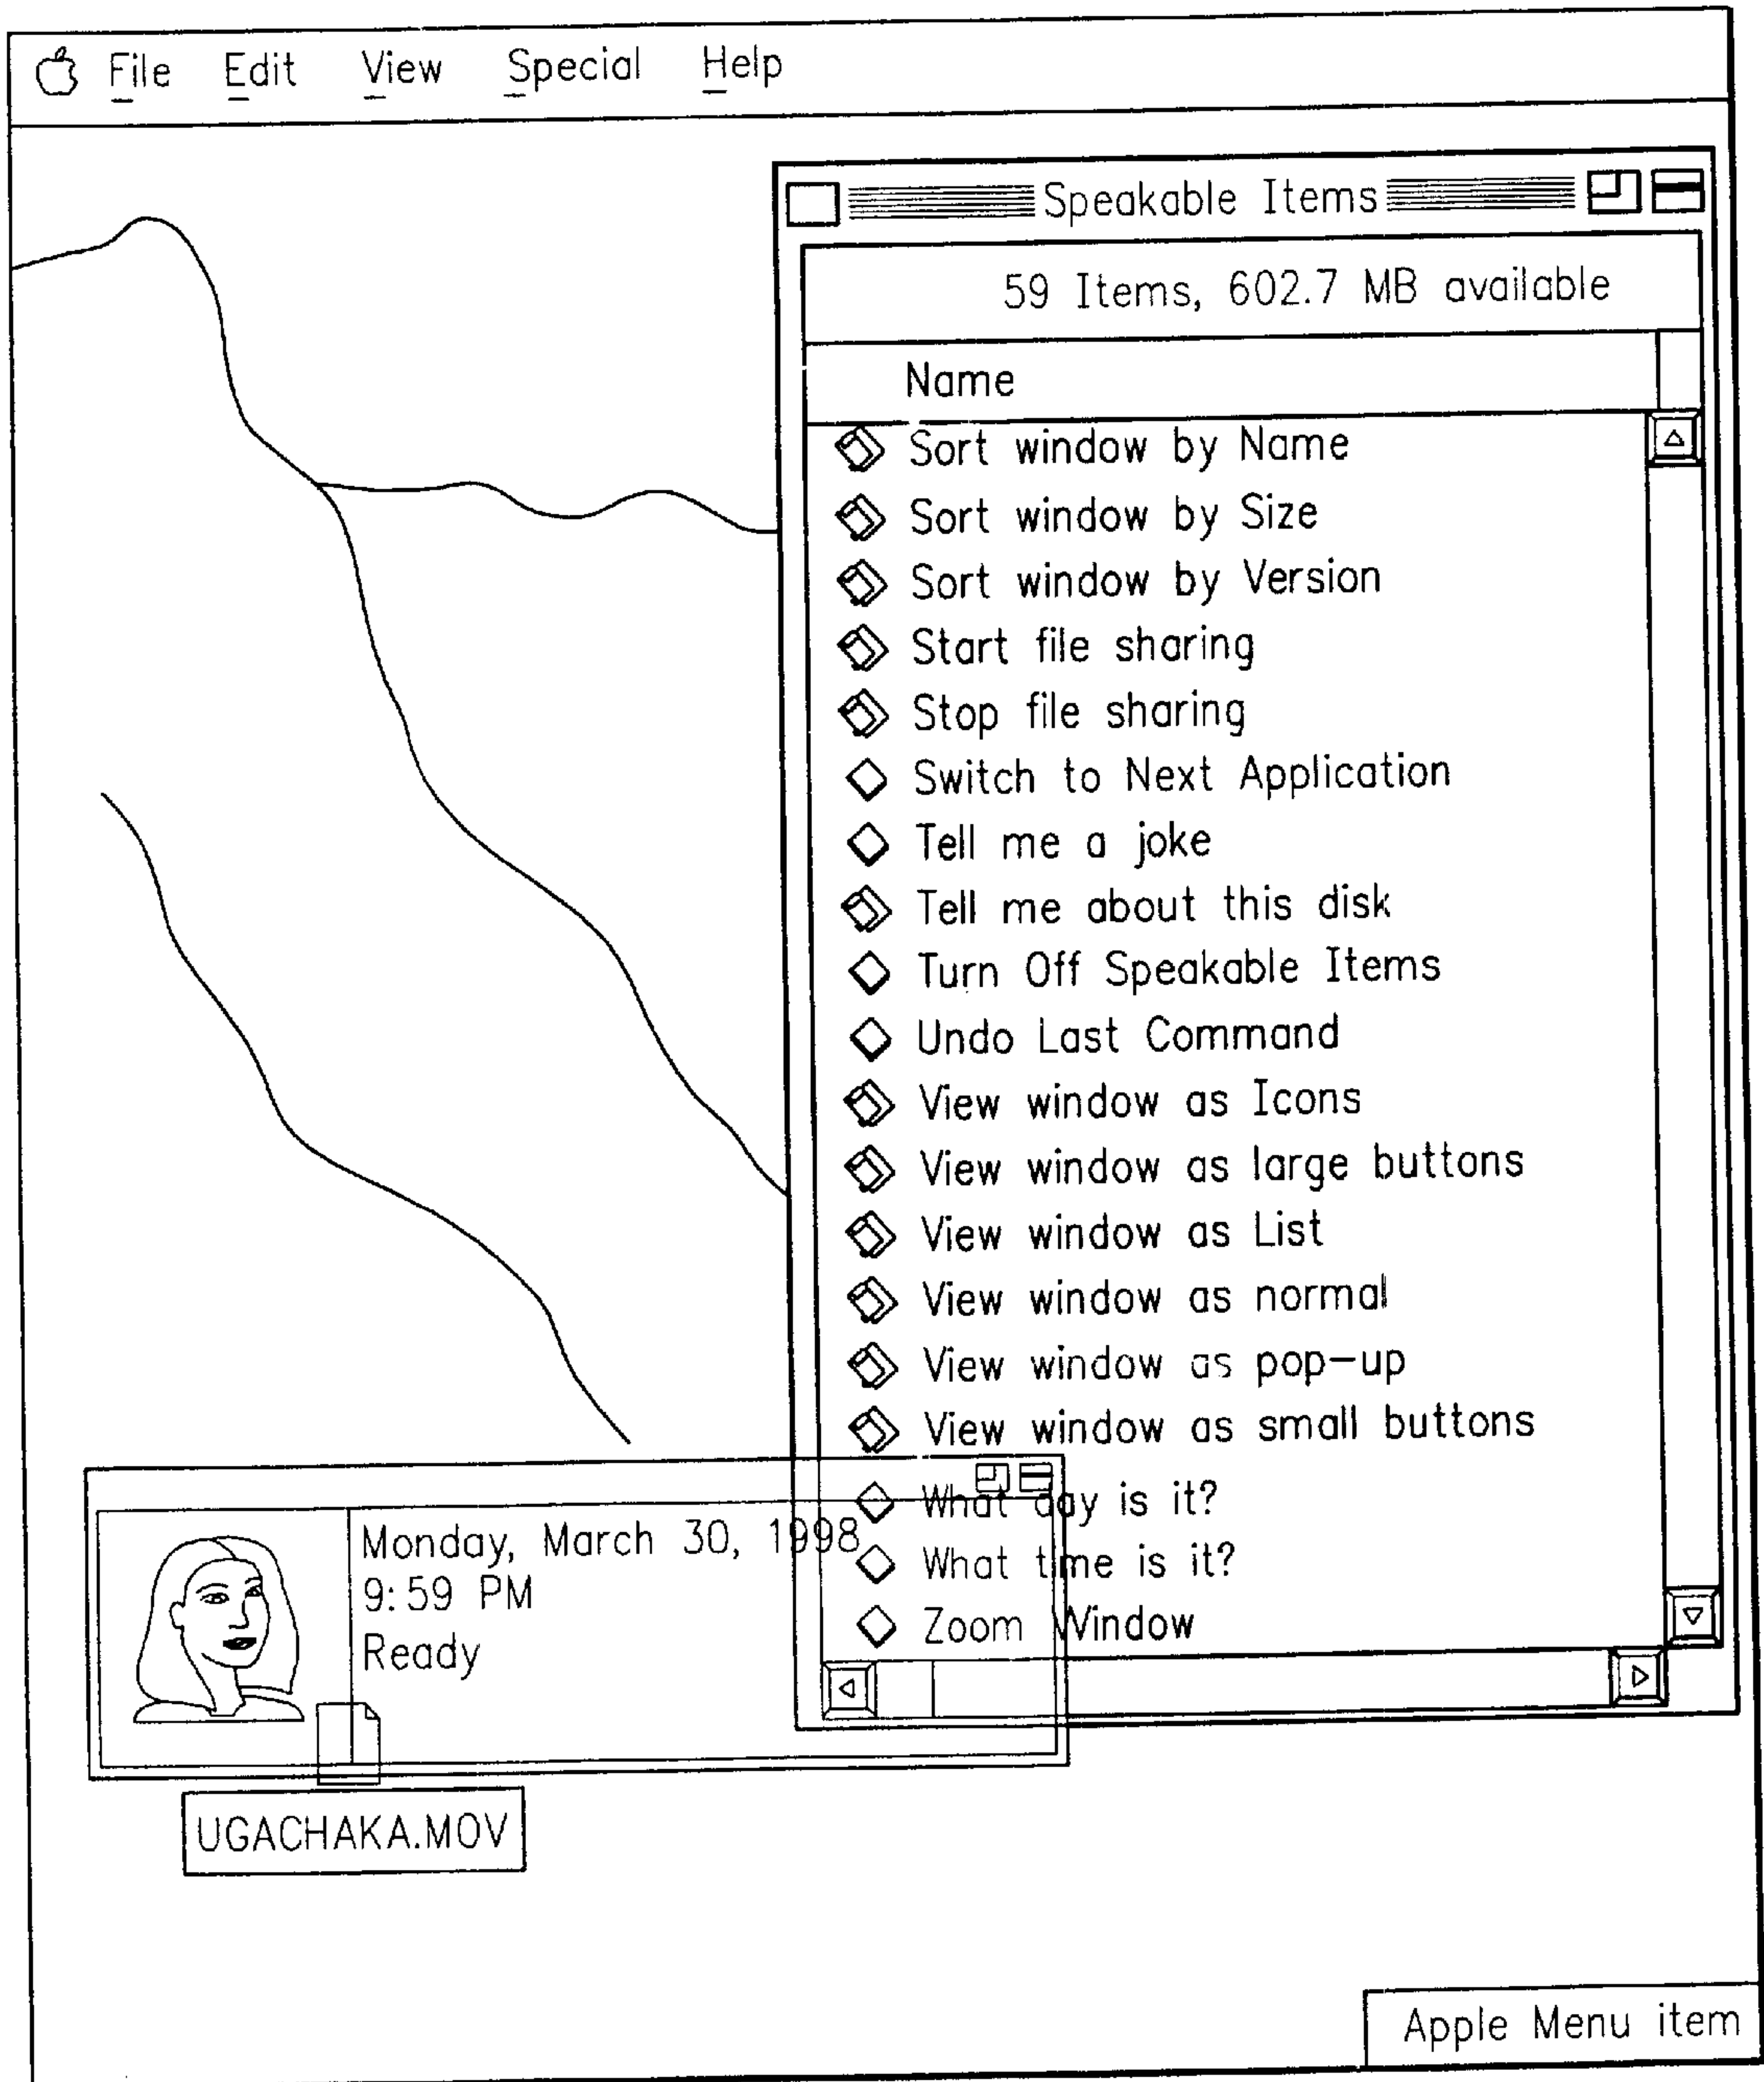 File Edit View Special Help
Speakable Items
59 Items, 602.7 MB available
Name
Sort window by Name
Sort window by Size
Sort window by Version
Start file sharing
Stop file sharing
Switch to Next Application
Tell me a joke
Tell me about this disk
Turn Off Speakable Items
Undo Last Command
View window as Icons
View window as large buttons
View window as List
View window as normal
View window as pop-up
View window as small buttons
What day is it?
What time is it?
Zoom Window
Monday, March 30, 1998
9:59 PM
Ready
UGACHAKA.MOV
Apple Menu item